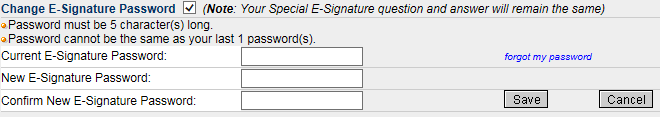 Change E-Signature Password (Note: Your Special E-Signature question and answer will remain the same)
Password must be 5 character(s) long.
Password cannot be the same as your last 1 password(s).
Current E-Signature Password: forgot my password
New E-Signature Password:
Confirm New E-Signature Password: Save Cancel